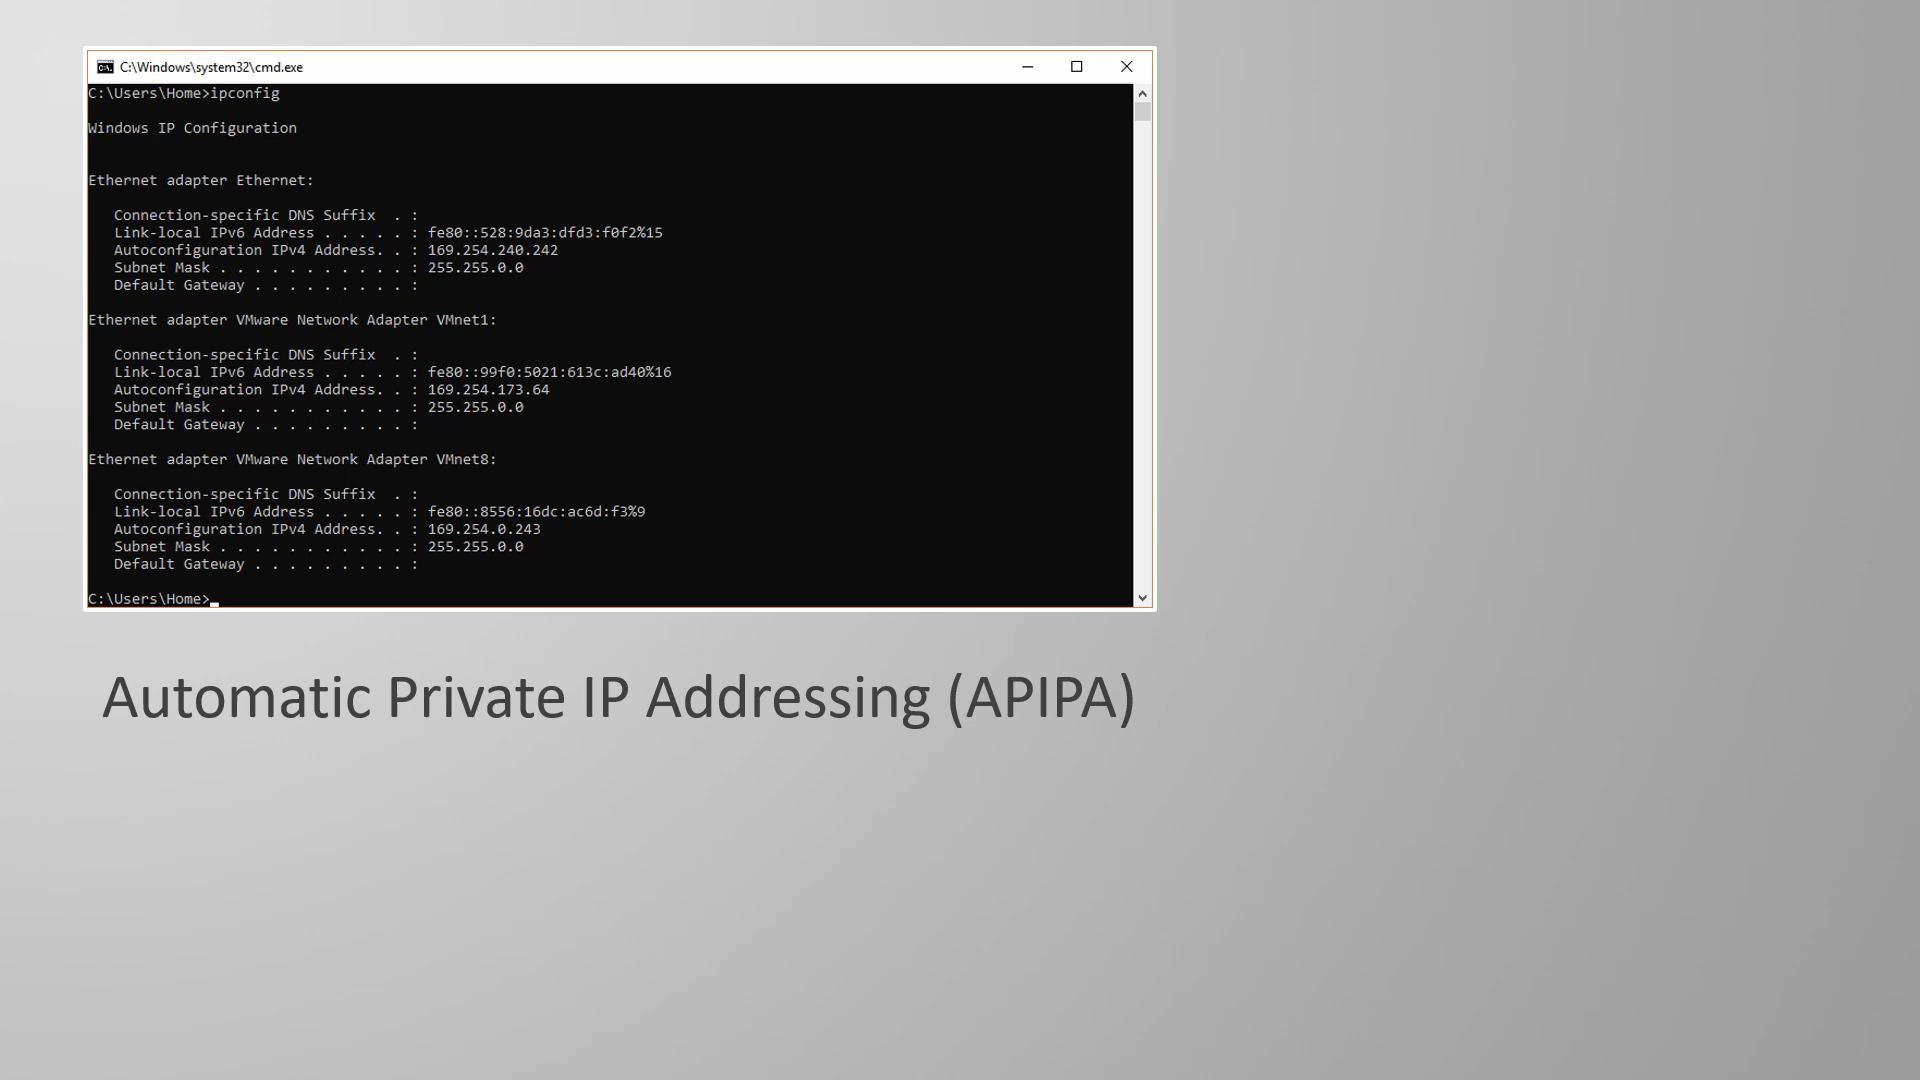 C:\Windows\system32\cmd.exe
C:\Users\Home>ipconfig
Windows IP Configuration
Ethernet adapter Ethernet:
Connection-specific DNS Suffix  . :
Link-local IPv6 Address . . . . . : fe80::528:9da3:dfd3:f0f2%15
Autoconfiguration IPv4 Address. . : 169.254.240.242
Subnet Mask . . . . . . . . . . . : 255.255.0.0
Default Gateway . . . . . . . . . :
Ethernet adapter VMware Network Adapter VMnet1:
Connection-specific DNS Suffix  . :
Link-local IPv6 Address . . . . . : fe80::99f0:5021:613c:ad40%16
Autoconfiguration IPv4 Address. . : 169.254.173.64
Subnet Mask . . . . . . . . . . . : 255.255.0.0
Default Gateway . . . . . . . . . :
Ethernet adapter VMware Network Adapter VMnet8:
Connection-specific DNS Suffix  . :
Link-local IPv6 Address . . . . . : fe80::8556:16dc:ac6d:f3%9
Autoconfiguration IPv4 Address. . : 169.254.0.243
Subnet Mask . . . . . . . . . . . : 255.255.0.0
Default Gateway . . . . . . . . . :
C:\Users\Home>
Automatic Private IP Addressing (APIPA)